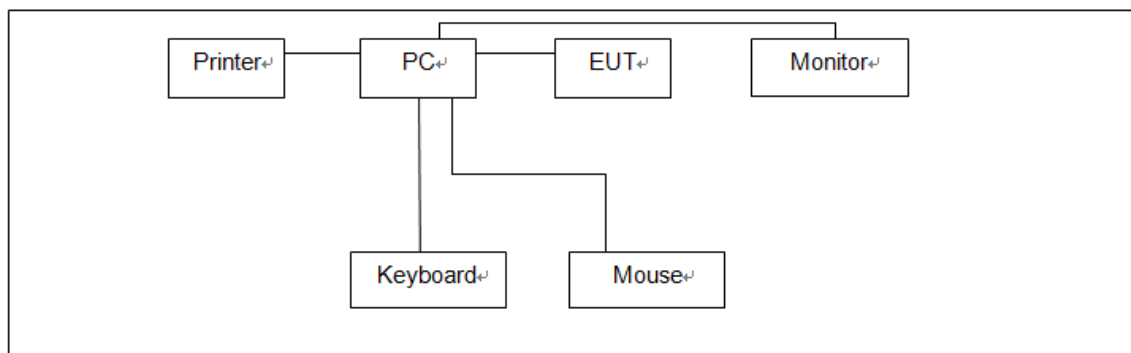 Printer
PC
EUT
Monitor
Keyboard
Mouse